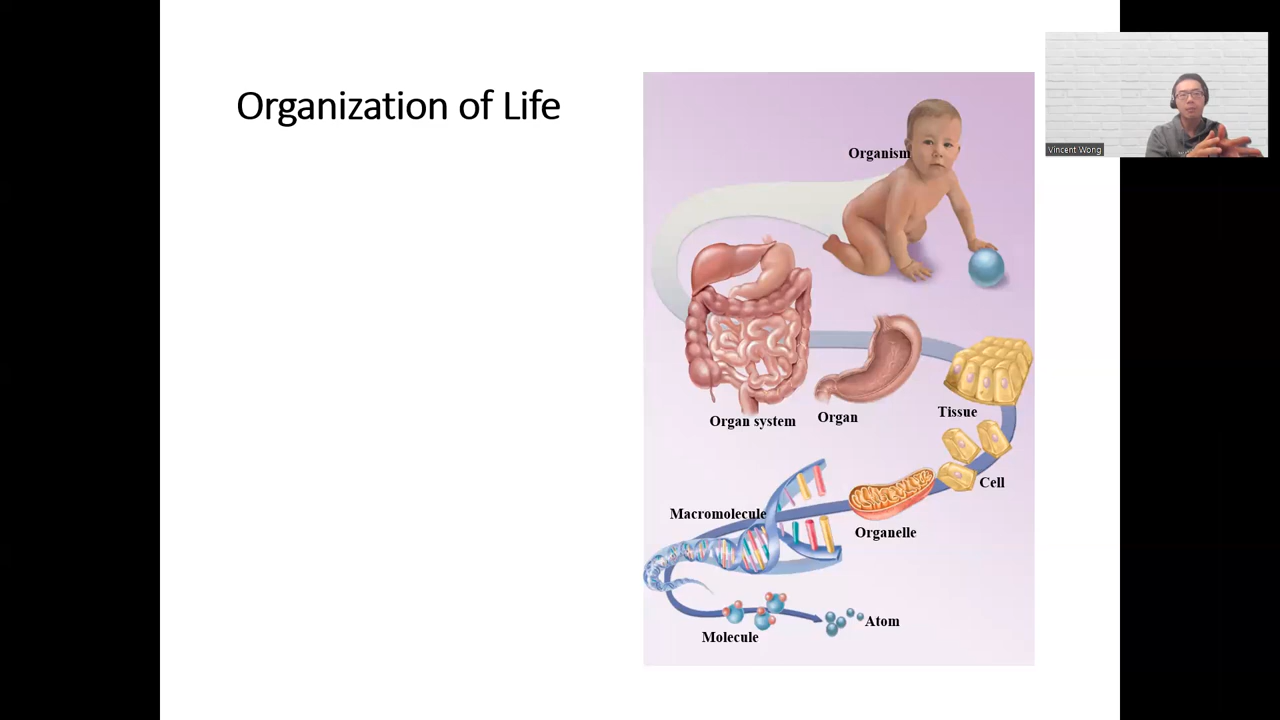 Organization of Life
Vincent Wong
Organism
Organ system
Organ
Tissue
Cell
Organelle
Macromolecule
Molecule
Atom